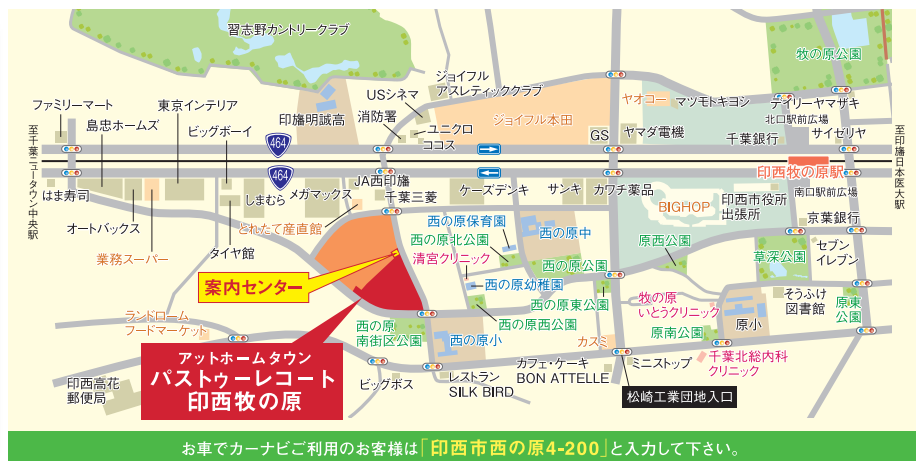 習志野カントリークラブ
牧の原公園
ジョイフル
アスレティッククラブ
USシネマ
消防署
ユニクロ
ココス
ジョイフル本田
ヤオコー
マツモトキヨシ
デイリーヤマザキ
北口駅前広場
サイゼリヤ
千葉銀行
ヤマダ電機
GS
ファミリーマート
島忠ホームズ
東京インテリア
ビッグボーイ
印旛明誠高
464
464
至千葉ニュータウン中央駅
至印旛日本医大駅
印西牧の原駅
南口駅前広場
はま寿司
オートバックス
業務スーパー
タイヤ館
しまむら
メガマックス
とれたて産直館
JA西印旛
千葉三菱
ケーズデンキ
サンキ
カワチ薬品
BIGHOP
印西市役所
出張所
京葉銀行
セブン
イレブン
草深公園
原西公園
西の原保育園
西の原北公園
清宮クリニック
西の原中
西の原公園
西の原幼稚園
西の原東公園
西の原西公園
案内センター
牧の原
いとうクリニック
原小
そうふけ
図書館
原東
公園
原南公園
千葉北総内科
クリニック
カスミ
ミニストップ
松崎工業団地入口
カフェ・ケーキ
BON ATTELLE
レストラン
SILK BIRD
ビッグボス
西の原小
西の原
南街区公園
ランドローム
フードマーケット
印西高花
郵便局
アットホームタウン
パストゥーレコート
印西牧の原
お車でカーナビご利用のお客様は「印西市西の原4-200」と入力して下さい。